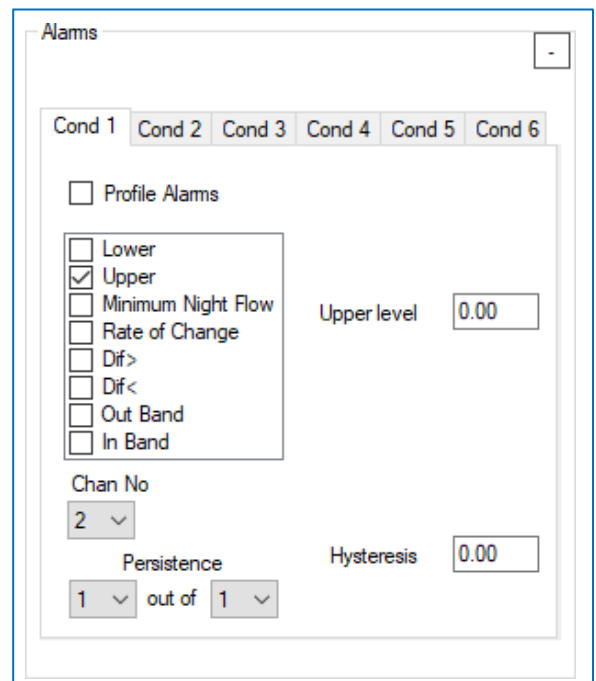 Alarms
-
Cond 1 Cond 2 Cond 3 Cond 4 Cond 5 Cond 6
Profile Alarms
Lower
Upper
Minimum Night Flow
Rate of Change
Dif>
Dif<
Out Band
In Band
Upper level 0.00
Chan No
2
Persistence
1 out of 1
Hysteresis 0.00